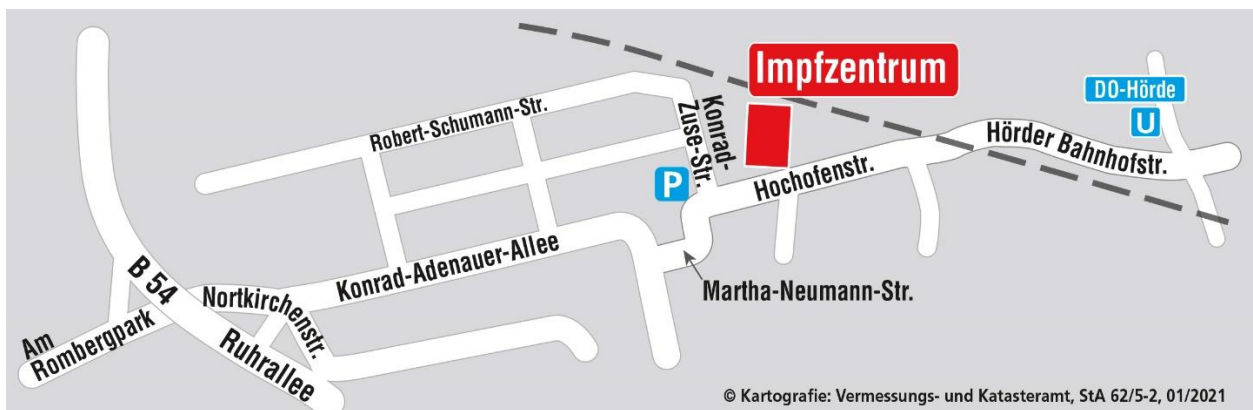 Impfzentrum
DO-Hörde
U
Robert-Schumann-Str.
Konrad-
Zuse-Str.
Hörder Bahnhofstr.
P
Hochofenstr.
Konrad-Adenauer-Allee
B 54
Nortkirchenstr.
Martha-Neumann-Str.
Am
Rombergpark
Ruhrallee
© Kartografie: Vermessungs- und Katasteramt, StA 62/5-2, 01/2021